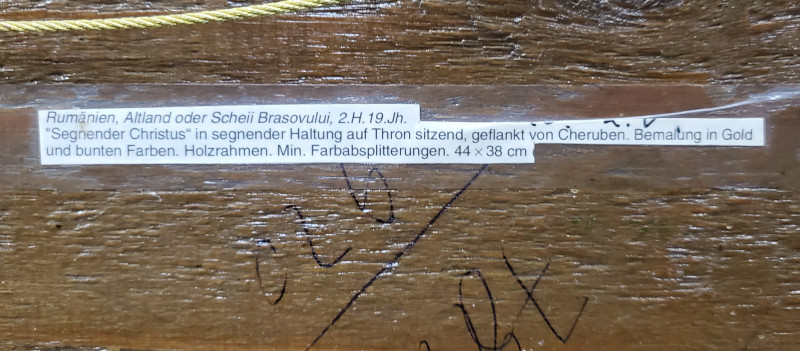 Rumänien, Altland oder Scheii Brasovului, 2.H.19.Jh.
"Segnender Christus" in segnender Haltung auf Thron sitzend, geflankt von Cheruben. Bemalung in Gold
und bunten Farben. Holzrahmen. Min. Farbabsplitterungen. 44 × 38 cm